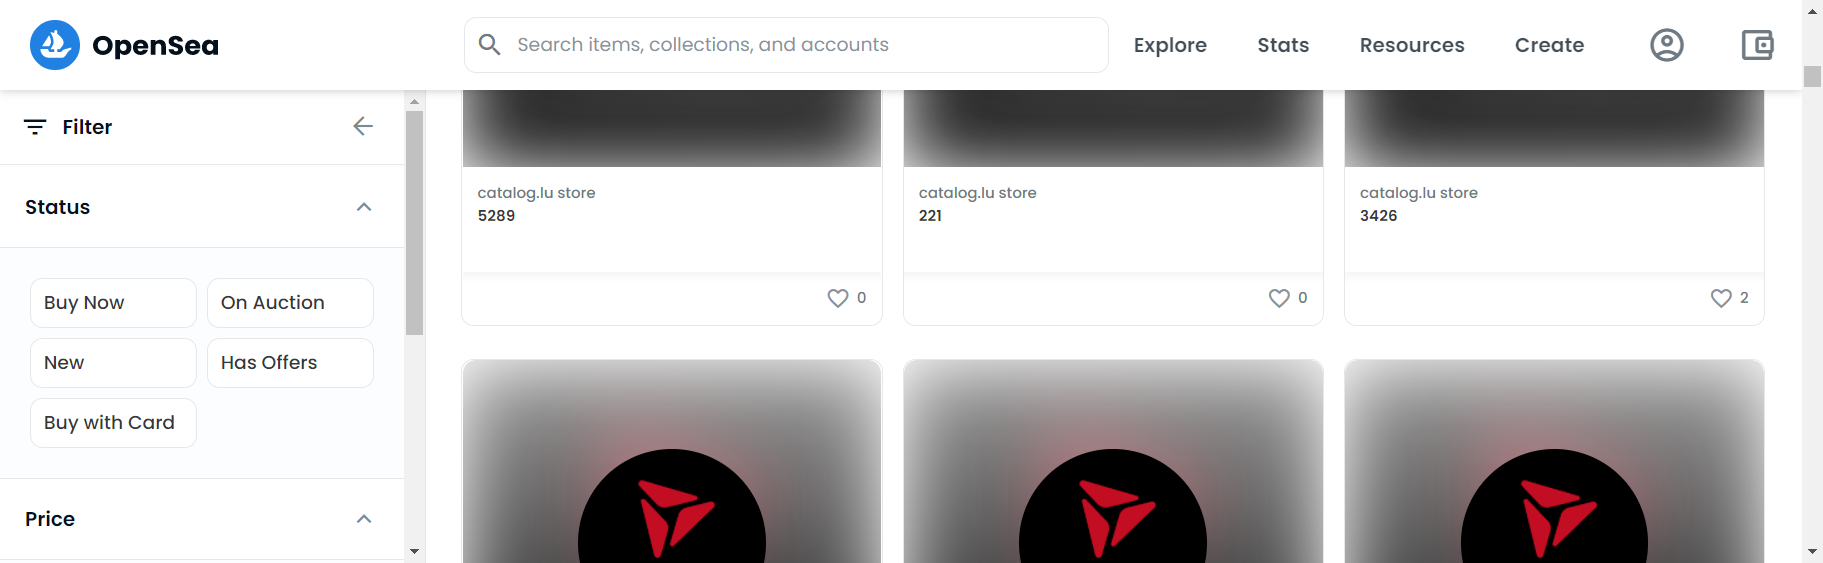 OpenSea
Search items, collections, and accounts
Explore
Stats
Resources
Create
Filter
Status
Buy Now
On Auction
New
Has Offers
Buy with Card
Price
catalog.lu store
5289
0
catalog.lu store
221
0
catalog.lu store
3426
2